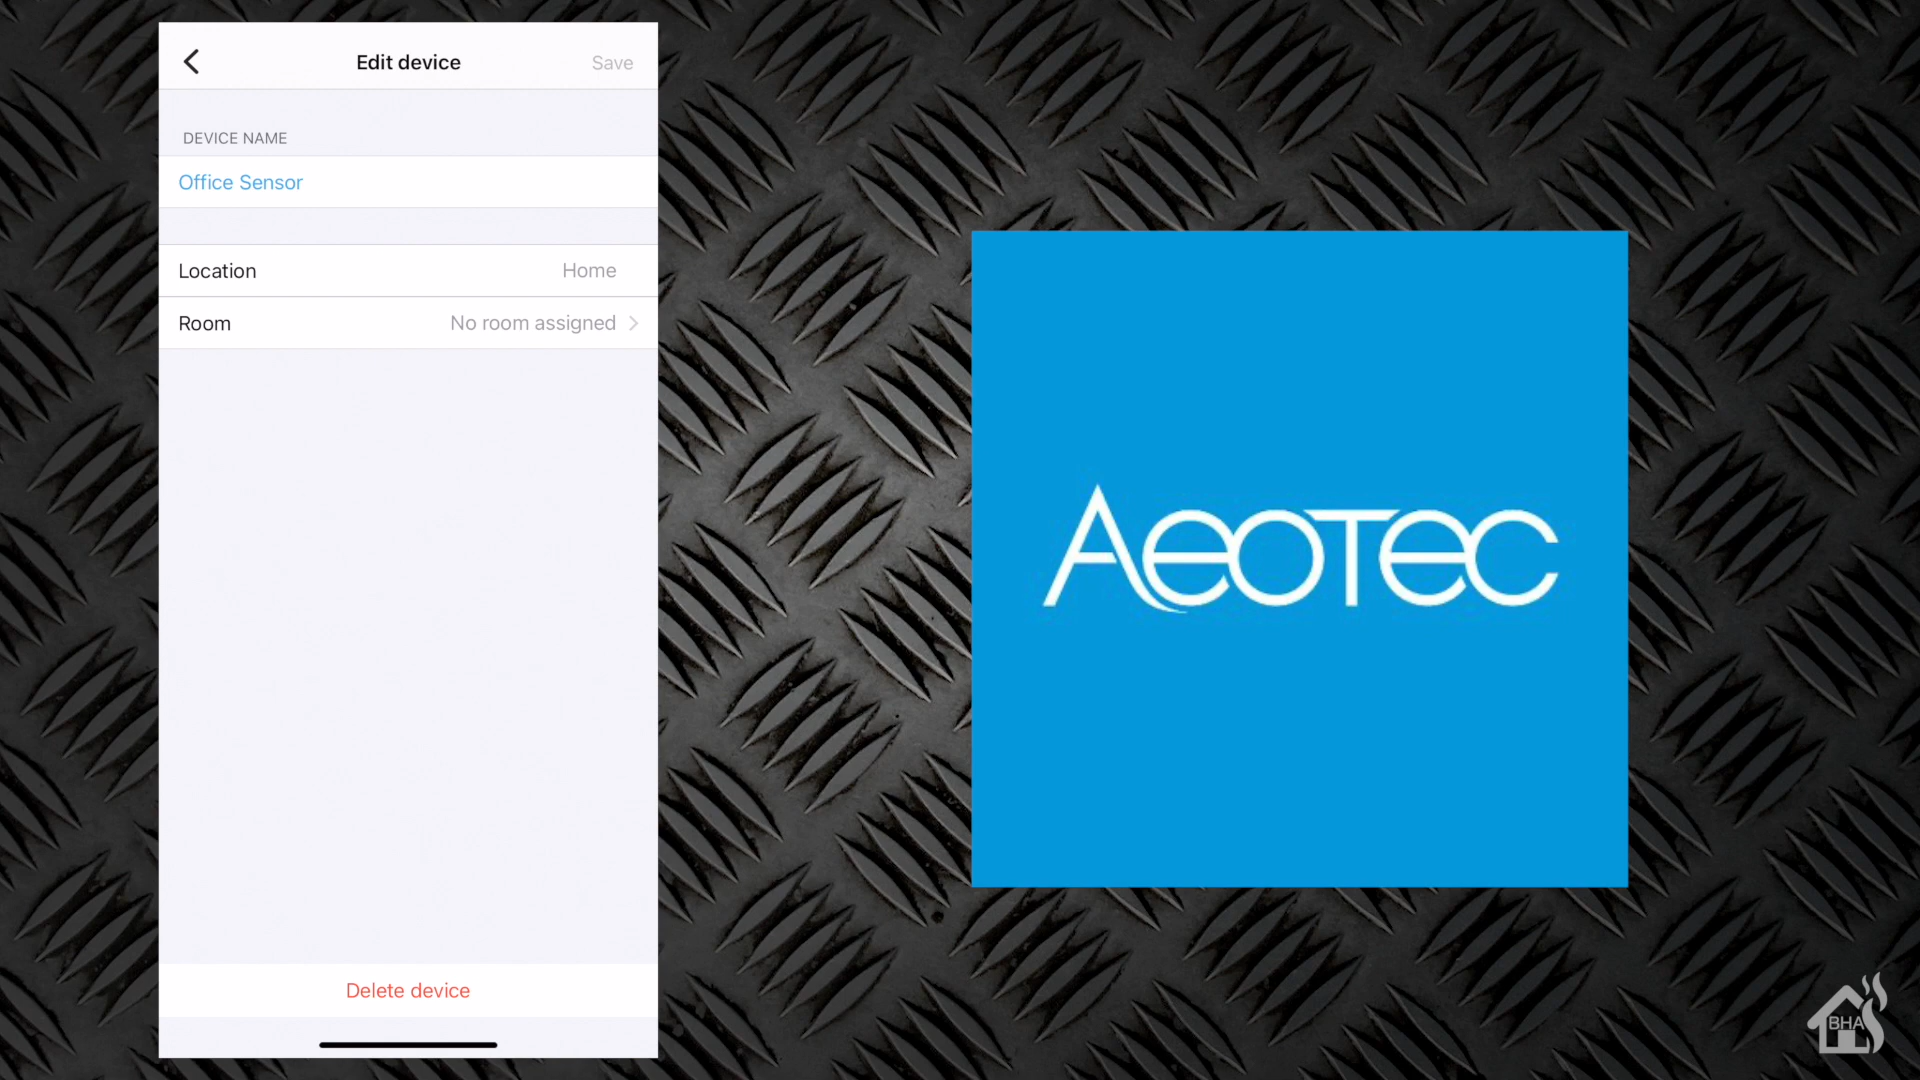 Edit device
Save
DEVICE NAME
Office Sensor
Location
Home
Room
No room assigned
Delete device
Aeotec
BHA